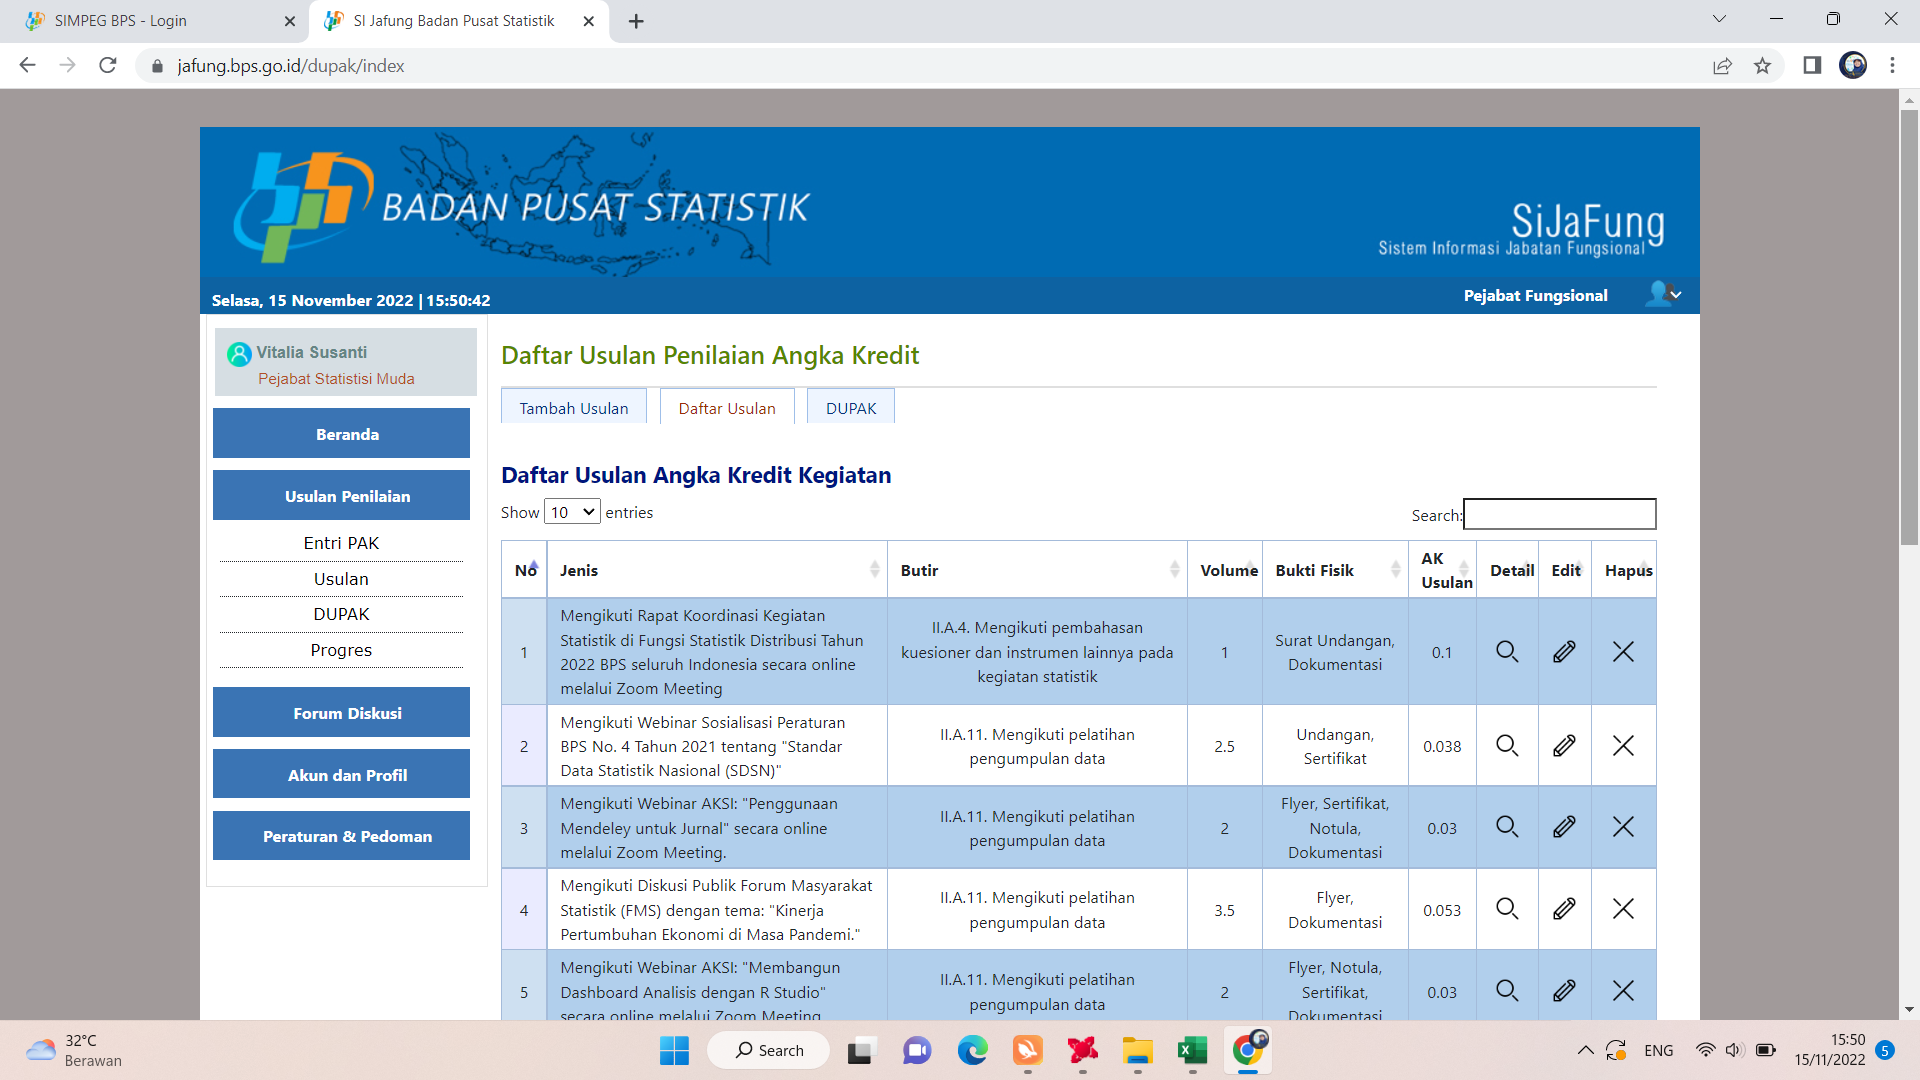 SIMPEG BPS - Login
SI Jafung Badan Pusat Statistik
jafung.bps.go.id/dupak/index
BADAN PUSAT STATISTIK
SiJaFung
Sistem Informasi Jabatan Fungsional
Selasa, 15 November 2022 | 15:50:42
Pejabat Fungsional
Vitalia Susanti
Pejabat Statistisi Muda
Beranda
Usulan Penilaian
Entri PAK
Usulan
DUPAK
Progres
Forum Diskusi
Akun dan Profil
Peraturan & Pedoman
Daftar Usulan Penilaian Angka Kredit
Tambah Usulan
Daftar Usulan
DUPAK
Daftar Usulan Angka Kredit Kegiatan
Show 10 entries
Search:
No
Jenis
Butir
Volume
Bukti Fisik
AK
Usulan
Detail
Edit
Hapus
1
Mengikuti Rapat Koordinasi Kegiatan
Statistik di Fungsi Statistik Distribusi Tahun
2022 BPS seluruh Indonesia secara online
melalui Zoom Meeting
II.A.4. Mengikuti pembahasan
kuesioner dan instrumen lainnya pada
kegiatan statistik
1
Surat Undangan,
Dokumentasi
0.1
2
Mengikuti Webinar Sosialisasi Peraturan
BPS No. 4 Tahun 2021 tentang "Standar
Data Statistik Nasional (SDSN)"
II.A.11. Mengikuti pelatihan
pengumpulan data
2.5
Undangan,
Sertifikat
0.038
3
Mengikuti Webinar AKSI: "Penggunaan
Mendeley untuk Jurnal" secara online
melalui Zoom Meeting.
II.A.11. Mengikuti pelatihan
pengumpulan data
2
Flyer, Sertifikat,
Notula,
Dokumentasi
0.03
4
Mengikuti Diskusi Publik Forum Masyarakat
Statistik (FMS) dengan tema: "Kinerja
Pertumbuhan Ekonomi di Masa Pandemi."
II.A.11. Mengikuti pelatihan
pengumpulan data
3.5
Flyer,
Dokumentasi
0.053
5
Mengikuti Webinar AKSI: "Membangun
Dashboard Analisis dengan R Studio"
secara online melalui Zoom Meeting
II.A.11. Mengikuti pelatihan
pengumpulan data
2
Flyer, Notula,
Sertifikat,
Dokumentasi
0.03
32°C
Berawan
Search
ENG
15:50
15/11/2022
5